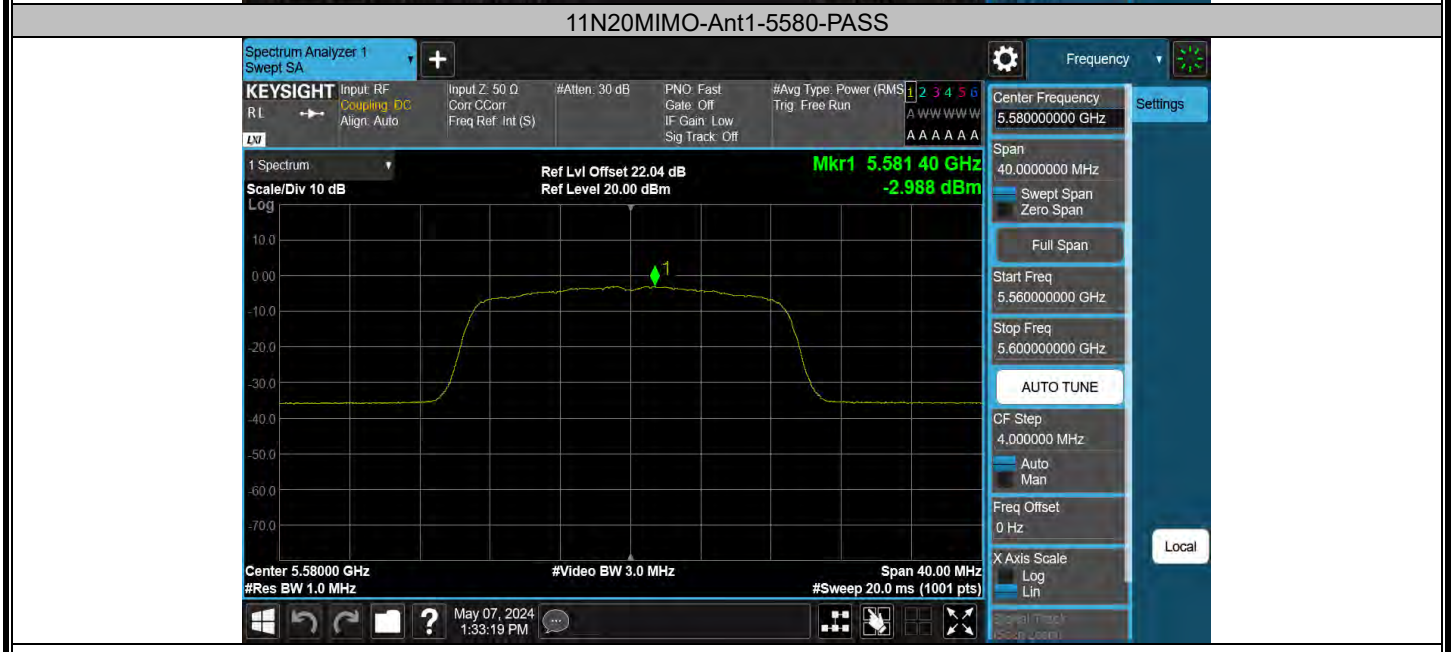 11N20MIMO-Ant1-5580-PASS
Spectrum Analyzer 1
Swept SA
Frequency
KEYSIGHT
R L
LXI
Input: RF
Coupling: DC
Align: Auto
Input Z: 50 Ω
Corr CCorr
Freq Ref: Int (S)
#Atten: 30 dB
PNO: Fast
Gate: Off
IF Gain: Low
Sig Track: Off
#Avg Type: Power (RMS
Trig: Free Run
1 2 3 4 5 6
A W W W W W
A A A A A A
1 Spectrum
Scale/Div 10 dB
Log
Ref Lvl Offset 22.04 dB
Ref Level 20.00 dBm
Mkr1 5.581 40 GHz
-2.988 dBm
10.0
0.00
-10.0
-20.0
-30.0
-40.0
-50.0
-60.0
-70.0
1
Center 5.58000 GHz
#Res BW 1.0 MHz
#Video BW 3.0 MHz
Span 40.00 MHz
#Sweep 20.0 ms (1001 pts)
May 07, 2024
1:33:19 PM
?
Center Frequency
5.580000000 GHz
Settings
Span
40.0000000 MHz
Swept Span
Zero Span
Full Span
Start Freq
5.560000000 GHz
Stop Freq
5.600000000 GHz
AUTO TUNE
CF Step
4.000000 MHz
Auto
Man
Freq Offset
0 Hz
X Axis Scale
Log
Lin
Signal Track
(Span Zoom)
Local